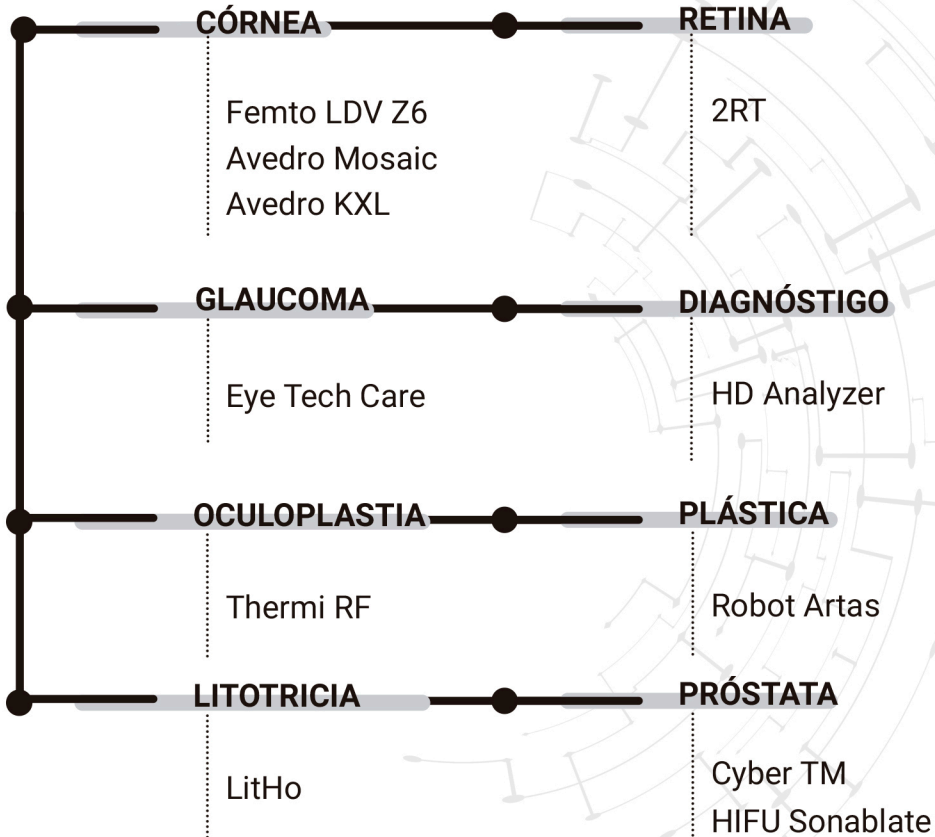 CÓRNEA
Femto LDV Z6
Avedro Mosaic
Avedro KXL
RETINA
2RT
GLAUCOMA
Eye Tech Care
DIAGNÓSTIGO
HD Analyzer
OCULOPLASTIA
Thermi RF
PLÁSTICA
Robot Artas
LITOTRICIA
LitHo
PRÓSTATA
Cyber TM
HIFU Sonablate